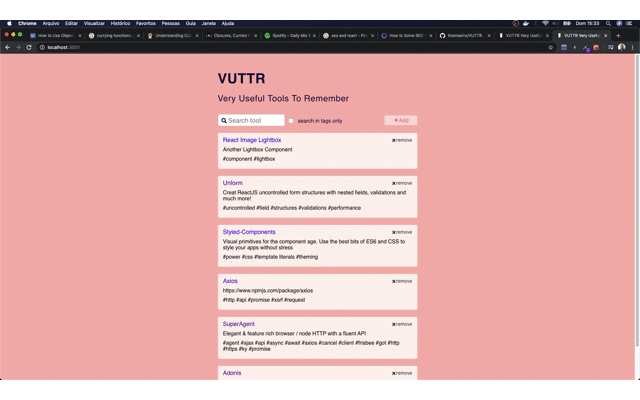 Chrome Arquivo Editar Visualizar Histórico Favoritos Pessoas Guia Janela Ajuda
Dom 15:33
How to Use Objec
currying functions
Understanding Cu
Closures, Curried
Spotify – Daily Mix
seo and react - P
How to Solve SEO
thomasins/VUTTR
VUTTR Very Usefu
VUTTR Very Usefu
localhost:3001
VUTTR
Very Useful Tools To Remember
Search tool
search in tags only
+Add
React Image Lightbox
remove
Another Lightbox Component
#component #lightbox
Unform
remove
Creat ReactJS uncontrolled form structures with nested fields, validations and
much more!
#uncontrolled #field #structures #validations #performance
Styled-Components
remove
Visual primitives for the component age. Use the best bits of ES6 and CSS to
style your apps without stress
#power #css #template literals #theming
Axios
remove
https://www.npmjs.com/package/axios
#http #api #promise #xsrf #request
SuperAgent
remove
Elegant & feature rich browser / node HTTP with a fluent API
#agent #ajax #api #async #await #axios #cancel #client #frisbee #got #http
#https #ky #promise
Adonis
remove